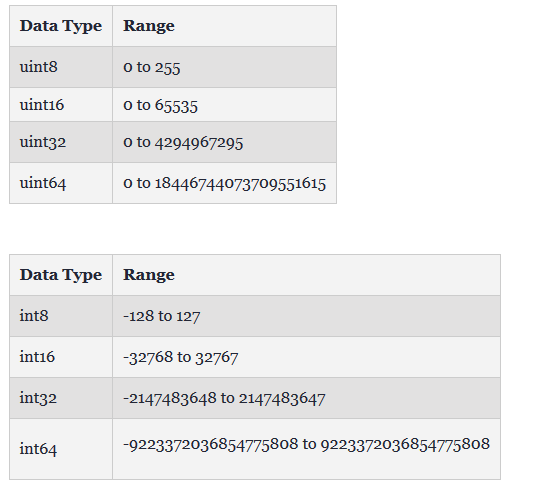 Data Type Range
uint8 0 to 255
uint16 0 to 65535
uint32 0 to 4294967295
uint64 0 to 18446744073709551615
Data Type Range
int8 -128 to 127
int16 -32768 to 32767
int32 -2147483648 to 2147483647
int64 -9223372036854775808 to 9223372036854775808